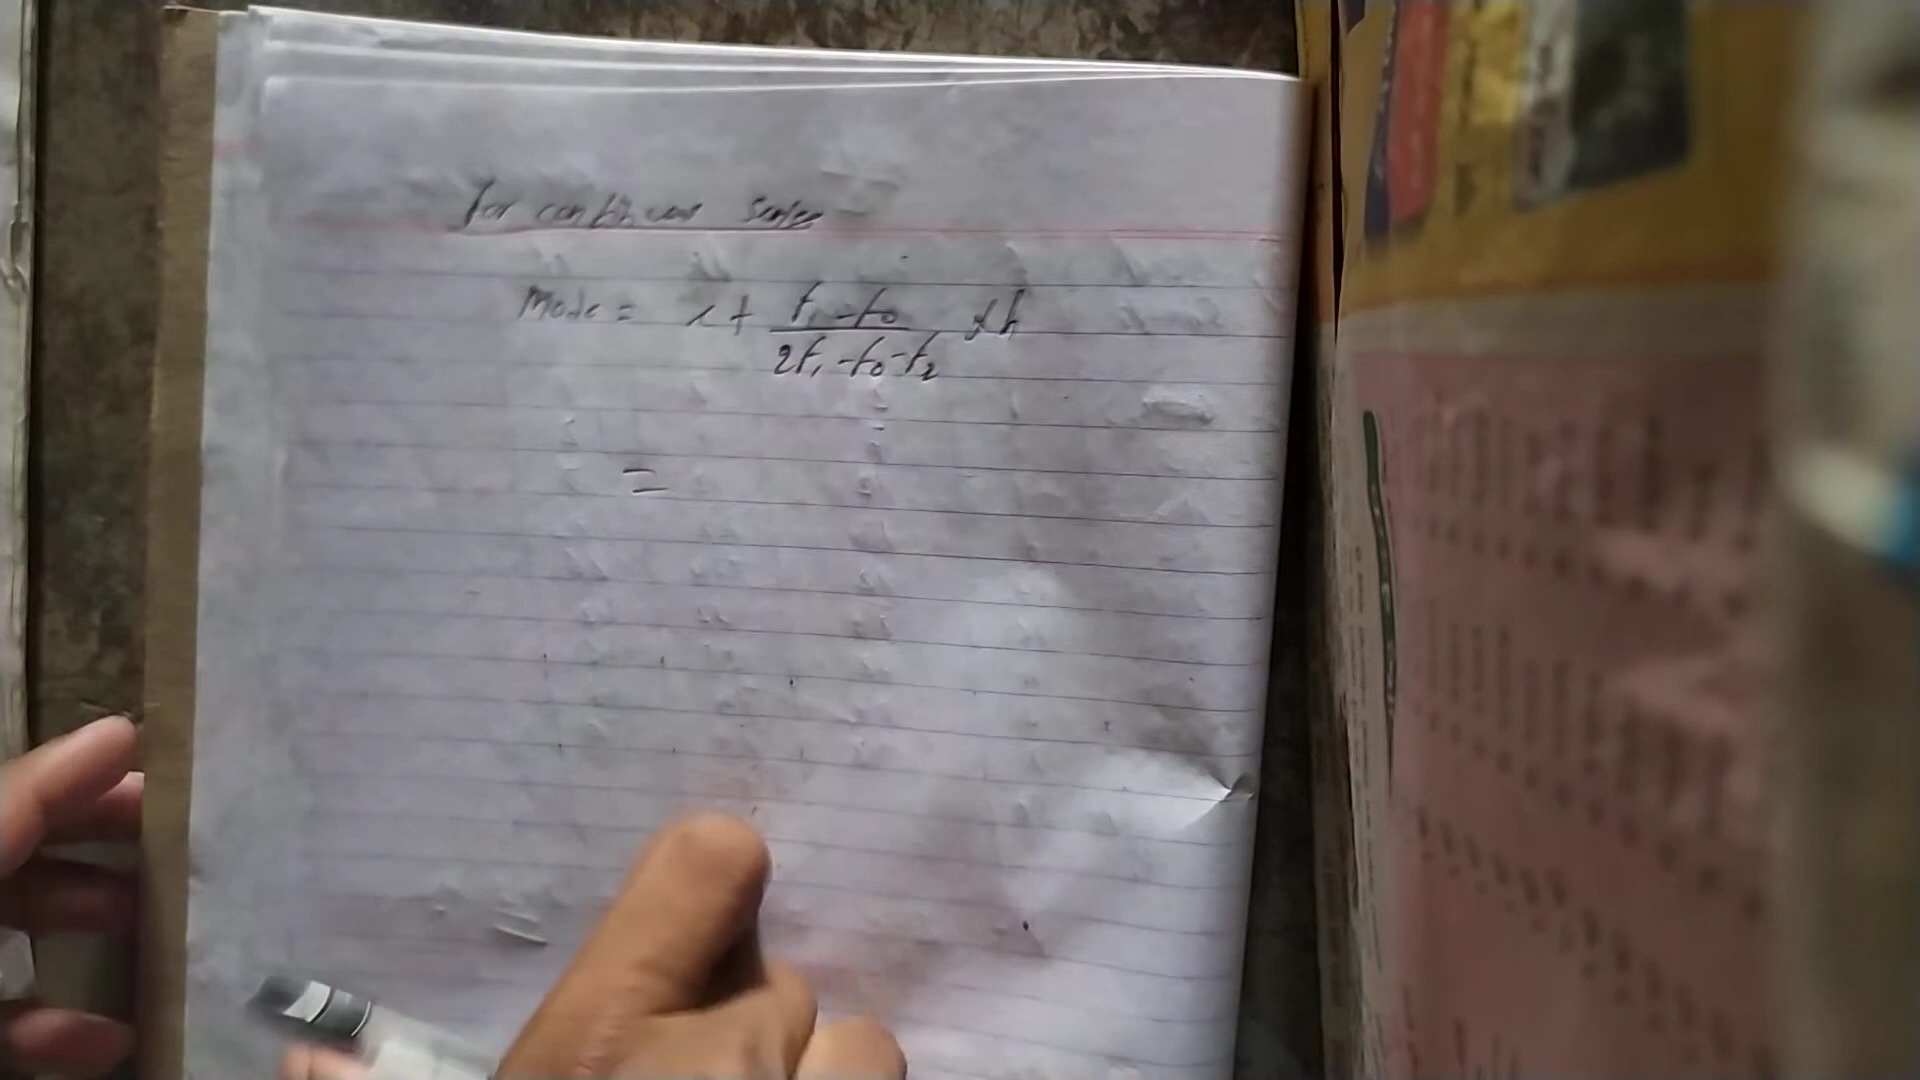 for continuous series
Mode = l + f₁ - f₀ / 2f₁ - f₀ - f₂ × h
=